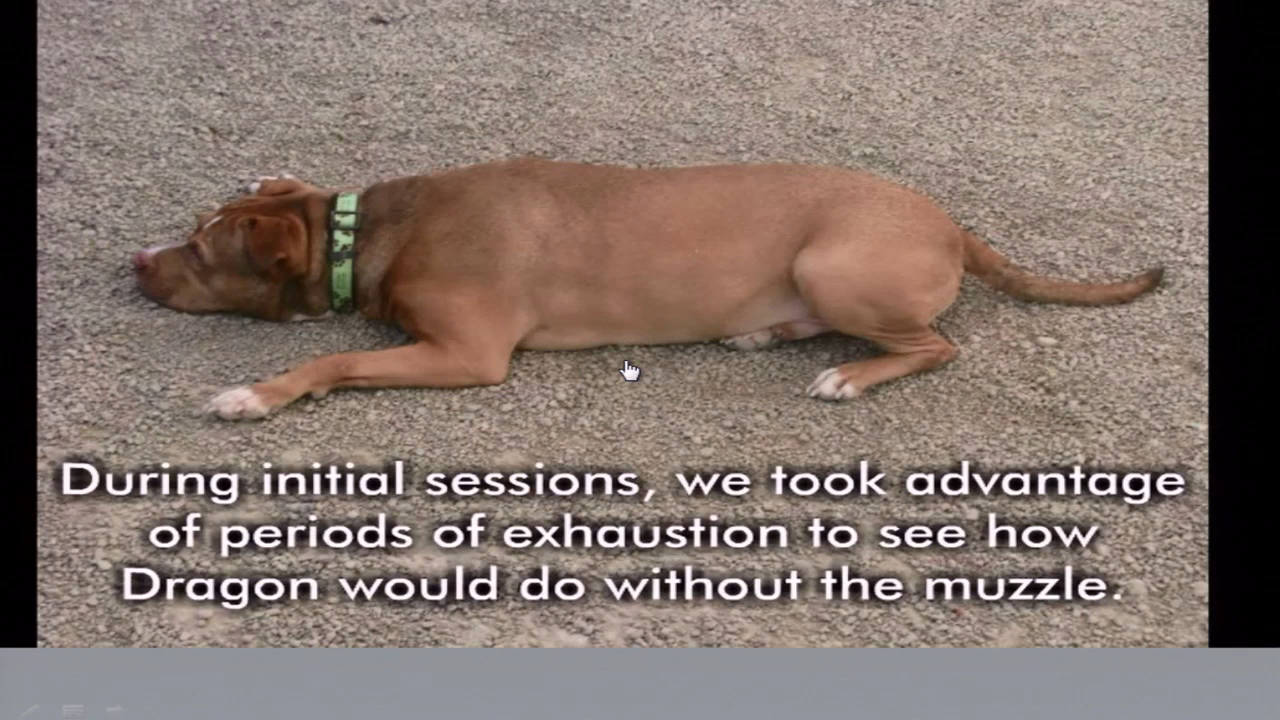 During initial sessions, we took advantage
of periods of exhaustion to see how
Dragon would do without the muzzle.